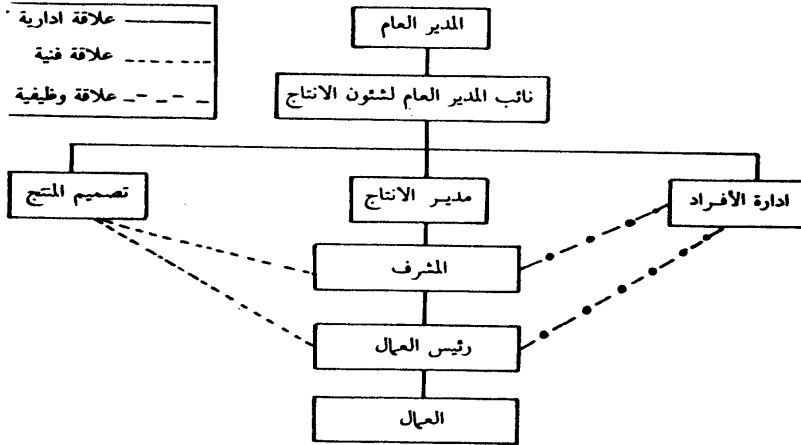 علاقة ادارية
علاقة فنية
علاقة وظيفية
المدير العام
نائب المدير العام لشئون الانتاج
ادارة الأفراد
مديـر الانتاج
تصميم المنتج
المشرف
رئيس العمال
العمال